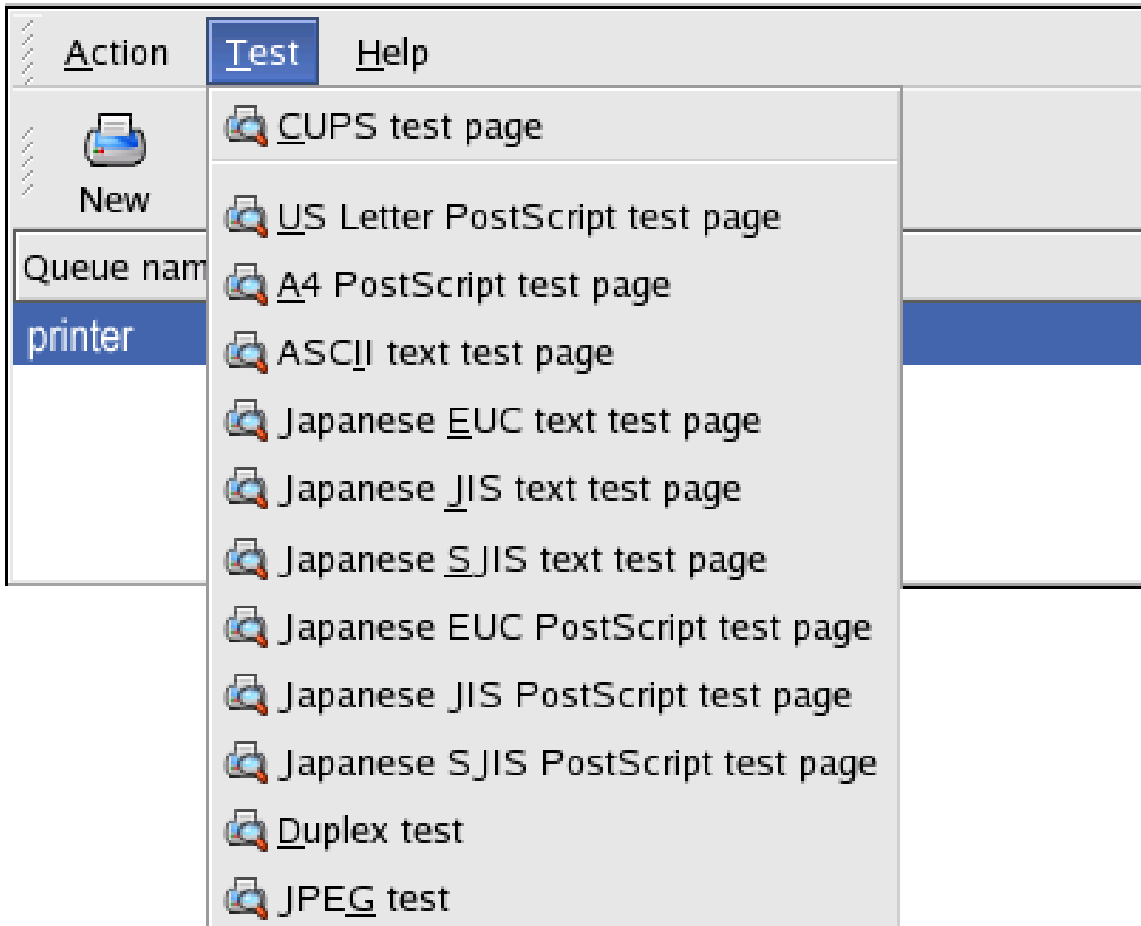 Action Test Help
CUPS test page
New
US Letter PostScript test page
Queue nam
A4 PostScript test page
printer
ASCII text test page
Japanese EUC text test page
Japanese JIS text test page
Japanese SJIS text test page
Japanese EUC PostScript test page
Japanese JIS PostScript test page
Japanese SJIS PostScript test page
Duplex test
JPEG test